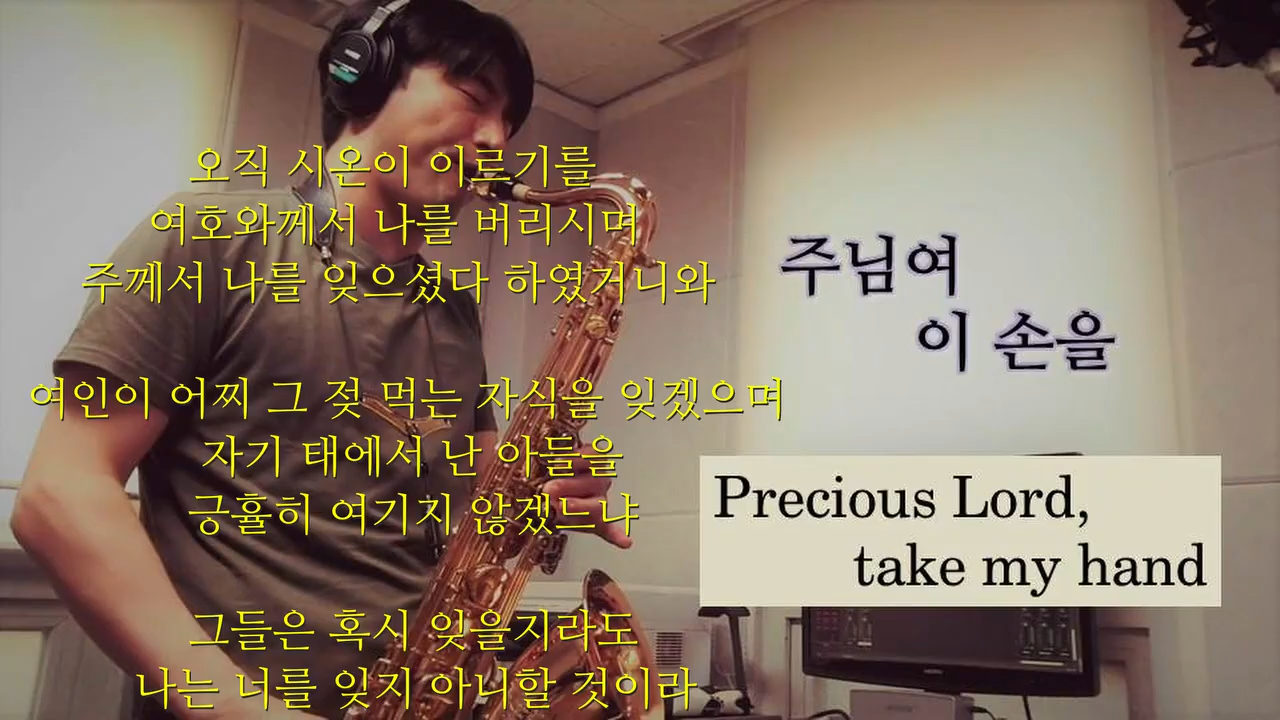 오직 시온이 이르기를
여호와께서 나를 버리시며
주께서 나를 잊으셨다 하였거니와
여인이 어찌 그 젖 먹는 자식을 잊겠으며
자기 태에서 난 아들을
긍휼히 여기지 않겠느냐
그들은 혹시 잊을지라도
나는 너를 잊지 아니할 것이라
주님여
이 손을
Precious Lord,
take my hand